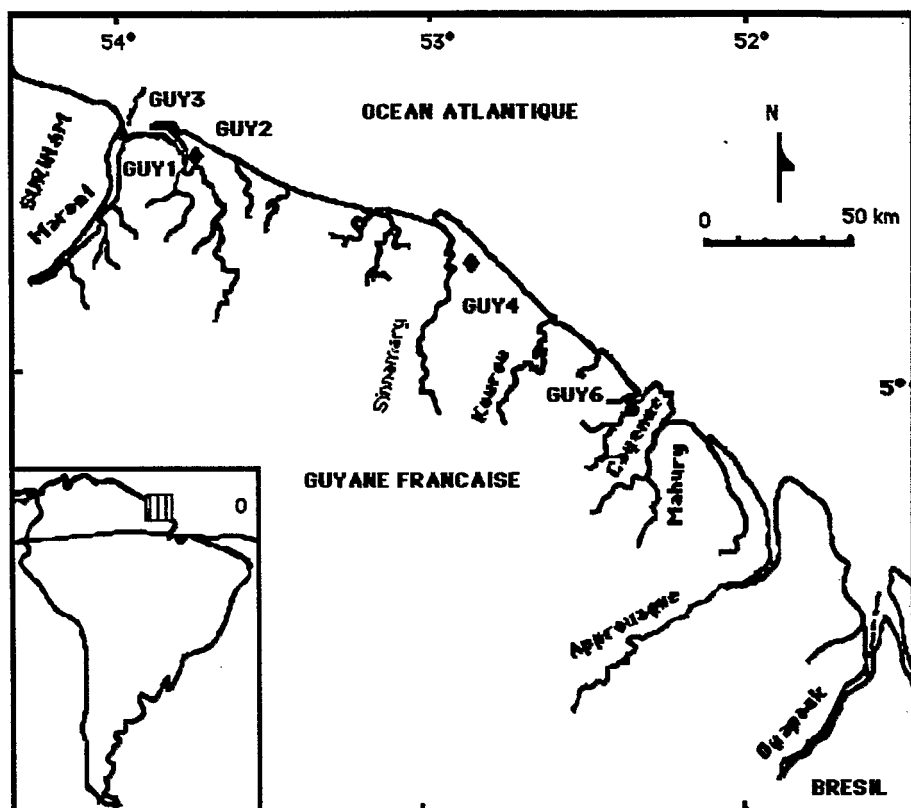 54°
53°
52°
GUY3
OCEAN ATLANTIQUE
GUY2
N
SURINAM
GUY1
Maroni
0
50 km
GUY4
Sinnamary
Kourou
5°
GUY6
Cayenne
GUYANE FRANCAISE
Mahury
0
Approuague
Oyapock
BRESIL